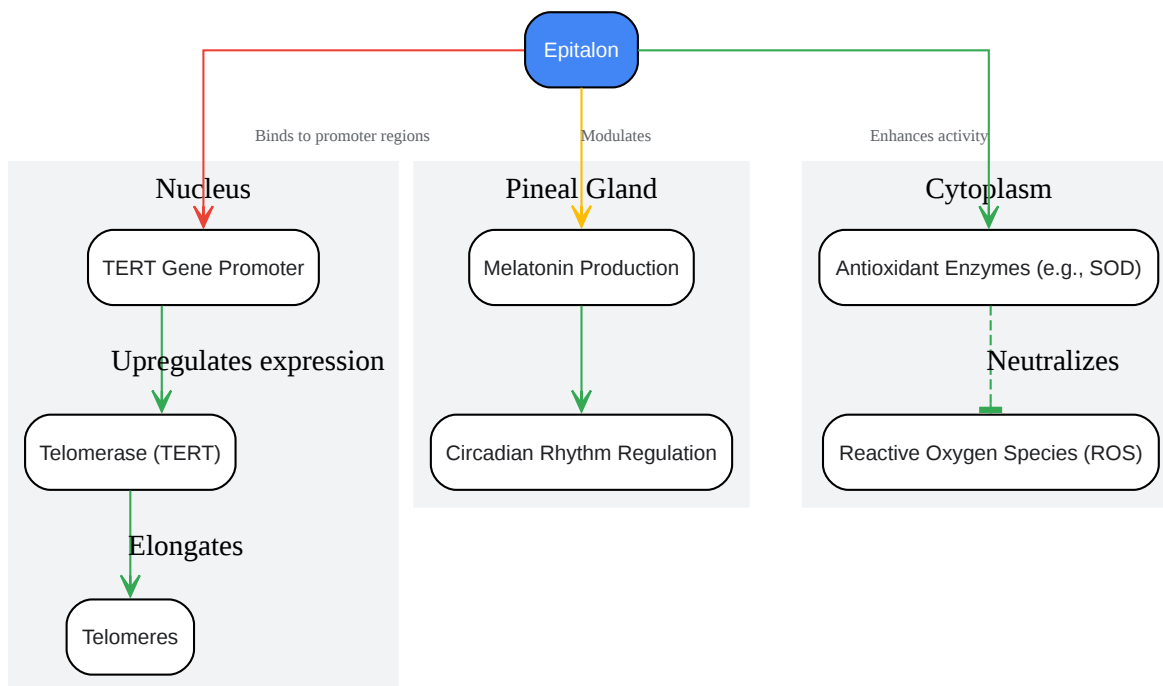 Epitalon
Binds to promoter regions
Modulates
Enhances activity
Nucleus
Pineal Gland
Cytoplasm
TERT Gene Promoter
Melatonin Production
Antioxidant Enzymes (e.g., SOD)
Upregulates expression
Neutralizes
Telomerase (TERT)
Circadian Rhythm Regulation
Reactive Oxygen Species (ROS)
Elongates
Telomeres